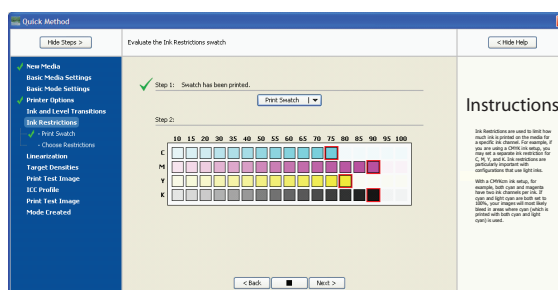 Quick Method
Hide Steps >
Evaluate the Ink Restrictions swatch
< Hide Help
New Media
Basic Media Settings
Basic Mode Settings
Printer Options
Ink and Level Transitions
Ink Restrictions
- Print Swatch
- Choose Restrictions
Linearization
Target Densities
Print Test Image
ICC Profile
Print Test Image
Mode Created
Step 1: Swatch has been printed.
Print Swatch
Step 2:
10 15 20 30 35 40 50 55 60 65 70 75 80 85 90 95 100
C
M
Y
K
< Back
Next >
Instructions
Ink Restrictions are used to limit how
much ink is printed on the media for
a specific ink channel. For example, if
you are using a CMYK ink setup, you
may set a separate ink restriction for
C, M, Y, and K. Ink restrictions are
particularly important with
configurations that use light inks.
With a CMYKcm ink setup, for
example, both cyan and magenta
have two ink channels per ink. If
cyan and light cyan are both set to
100%, your images will most likely
bleed in areas where cyan (which is
printed with both cyan and light
cyan) is used.